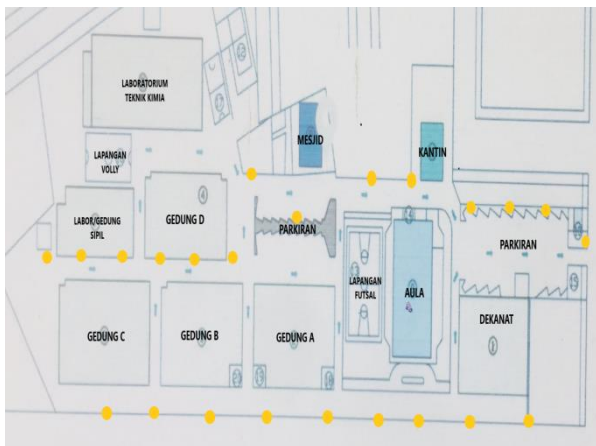 LABORATORIUM
TEKNIK KIMIA
MESJID
KANTIN
LAPANGAN
VOLLY
LABOR/GEDUNG
SIPIL
GEDUNG D
4
PARKIRAN
PARKIRAN
LAPANGAN
FUTSAL
AULA
DEKANAT
GEDUNG C
GEDUNG B
GEDUNG A